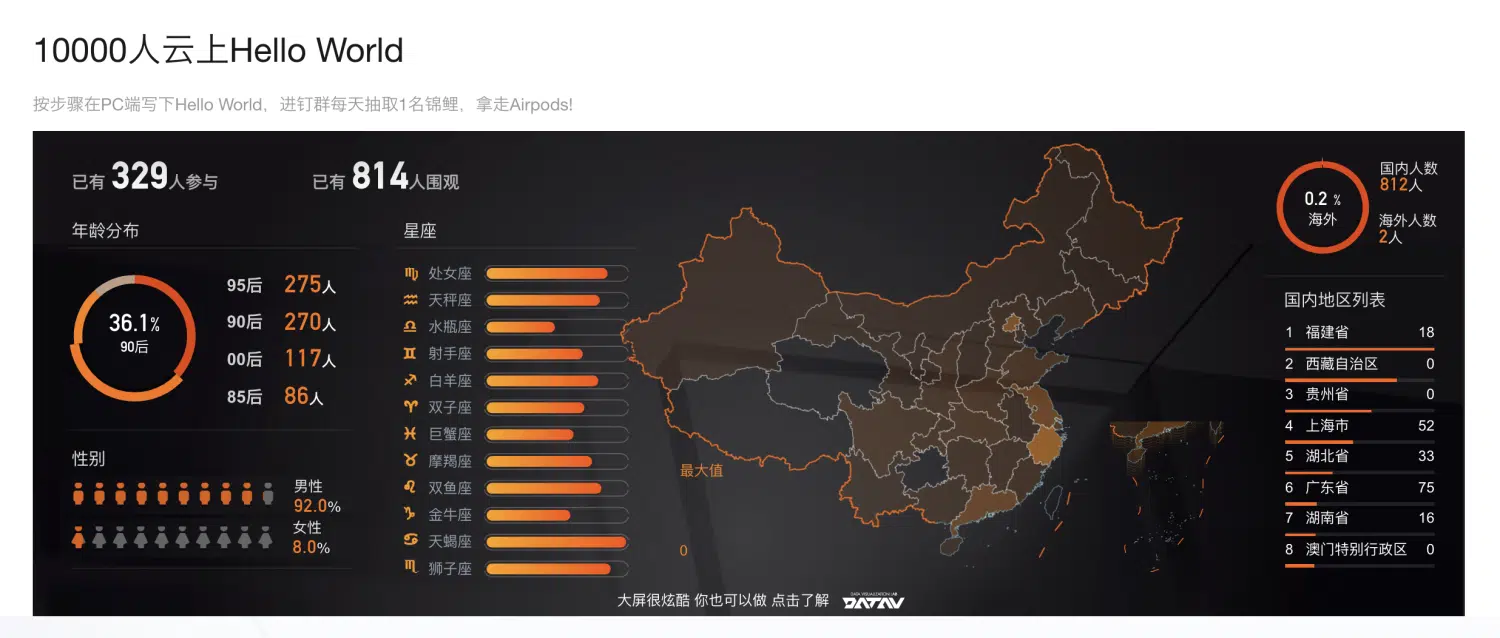 10000人云上Hello World
按步骤在PC端写下Hello World，进钉群每天抽取1名锦鲤，拿走Airpods!
已有 329人参与
已有 814人围观
年龄分布
36.1%
90后
95后 275人
90后 270人
00后 117人
85后 86人
性别
男性
92.0%
女性
8.0%
星座
处女座
天秤座
水瓶座
射手座
白羊座
双子座
巨蟹座
摩羯座
双鱼座
金牛座
天蝎座
狮子座
最大值
0
0.2 %
海外
国内人数
812人
海外人数
2人
国内地区列表
1 福建省 18
2 西藏自治区 0
3 贵州省 0
4 上海市 52
5 湖北省 33
6 广东省 75
7 湖南省 16
8 澳门特别行政区 0
大屏很炫酷 你也可以做 点击了解
DATA VISUALIZATION LAB
DATAV